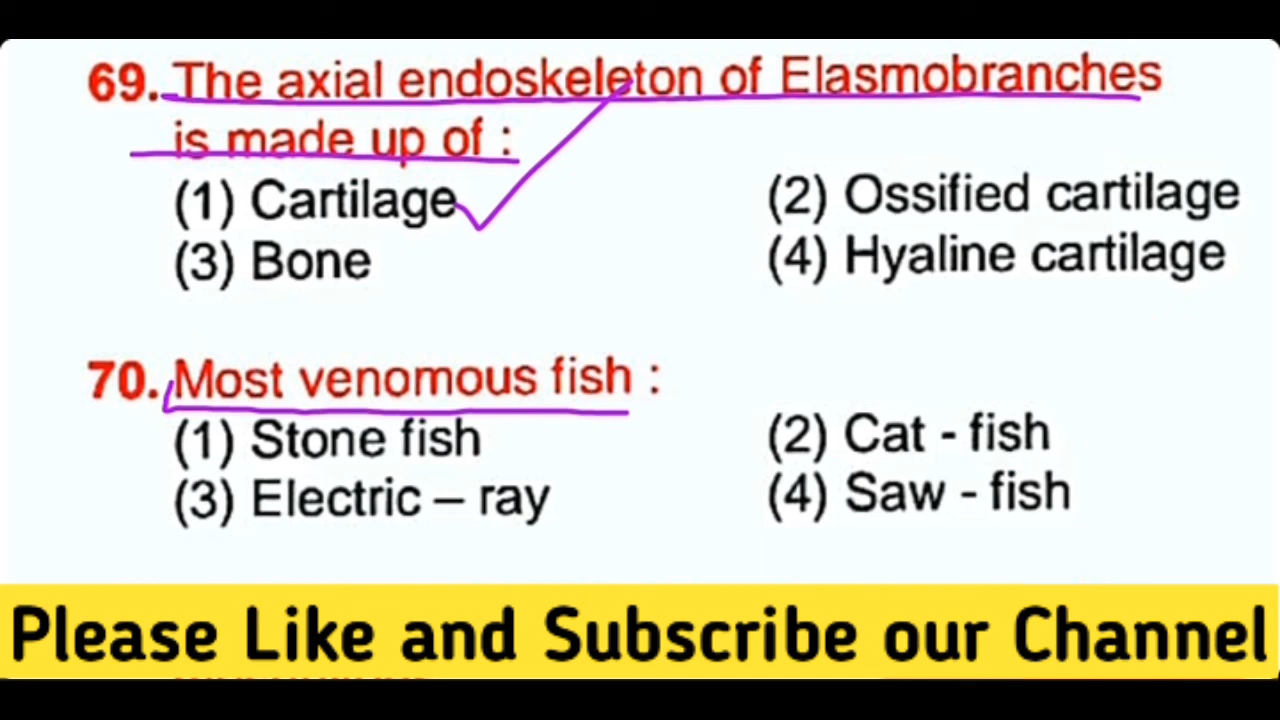 69. The axial endoskeleton of Elasmobranches
is made up of :
(1) Cartilage (2) Ossified cartilage
(3) Bone (4) Hyaline cartilage
70. Most venomous fish :
(1) Stone fish (2) Cat - fish
(3) Electric – ray (4) Saw - fish
Please Like and Subscribe our Channel